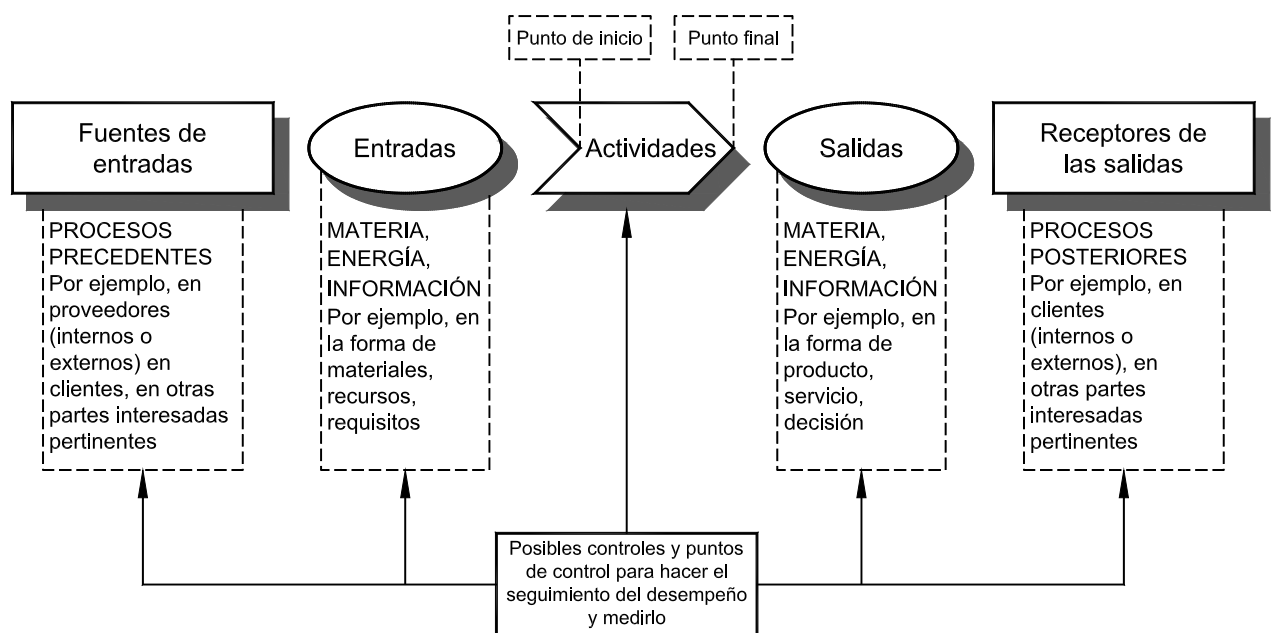 Punto de inicio
Punto final
Fuentes de
entradas
Entradas
Actividades
Salidas
Receptores de
las salidas
PROCESOS
PRECEDENTES
Por ejemplo, en
proveedores
(internos o
externos) en
clientes, en otras
partes interesadas
pertinentes
MATERIA,
ENERGÍA,
INFORMACIÓN
Por ejemplo, en
la forma de
materiales,
recursos,
requisitos
MATERIA,
ENERGÍA,
INFORMACIÓN
Por ejemplo, en
la forma de
producto,
servicio,
decisión
PROCESOS
POSTERIORES
Por ejemplo, en
clientes
(internos o
externos), en
otras partes
interesadas
pertinentes
Posibles controles y puntos
de control para hacer el
seguimiento del desempeño
y medirlo